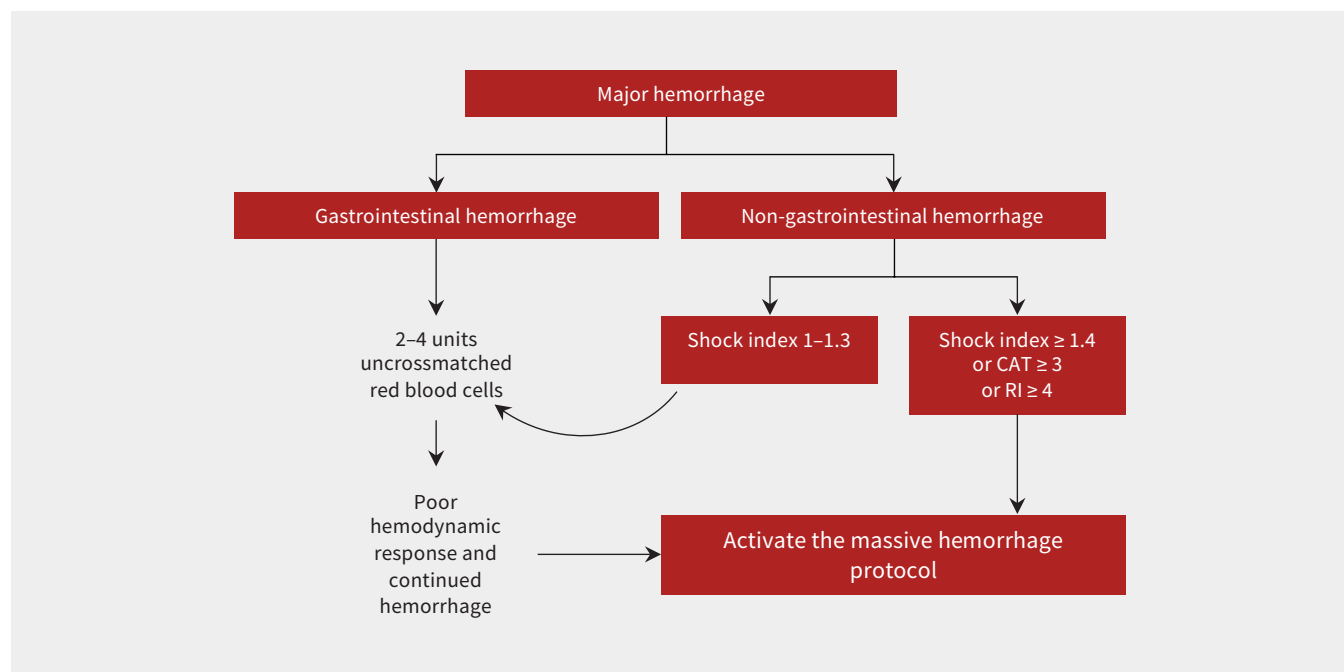 Major hemorrhage
Gastrointestinal hemorrhage
Non-gastrointestinal hemorrhage
2–4 units
uncrossmatched
red blood cells
Shock index 1–1.3
Shock index ≥ 1.4
or CAT ≥ 3
or RI ≥ 4
Poor
hemodynamic
response and
continued
hemorrhage
Activate the massive hemorrhage
protocol